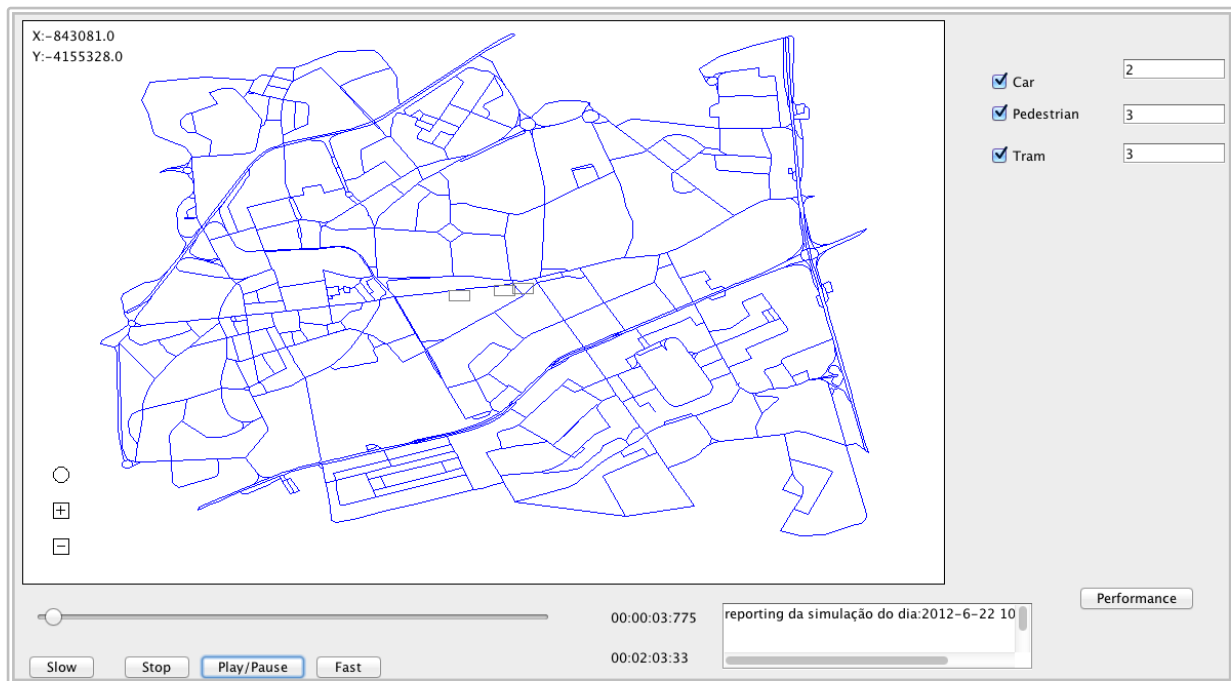 X:-843081.0
Y:-4155328.0
Car
2
Pedestrian
3
Tram
3
Performance
00:00:03:775
reporting da simulação do dia:2012-6-22 10
00:02:03:33
Slow
Stop
Play/Pause
Fast